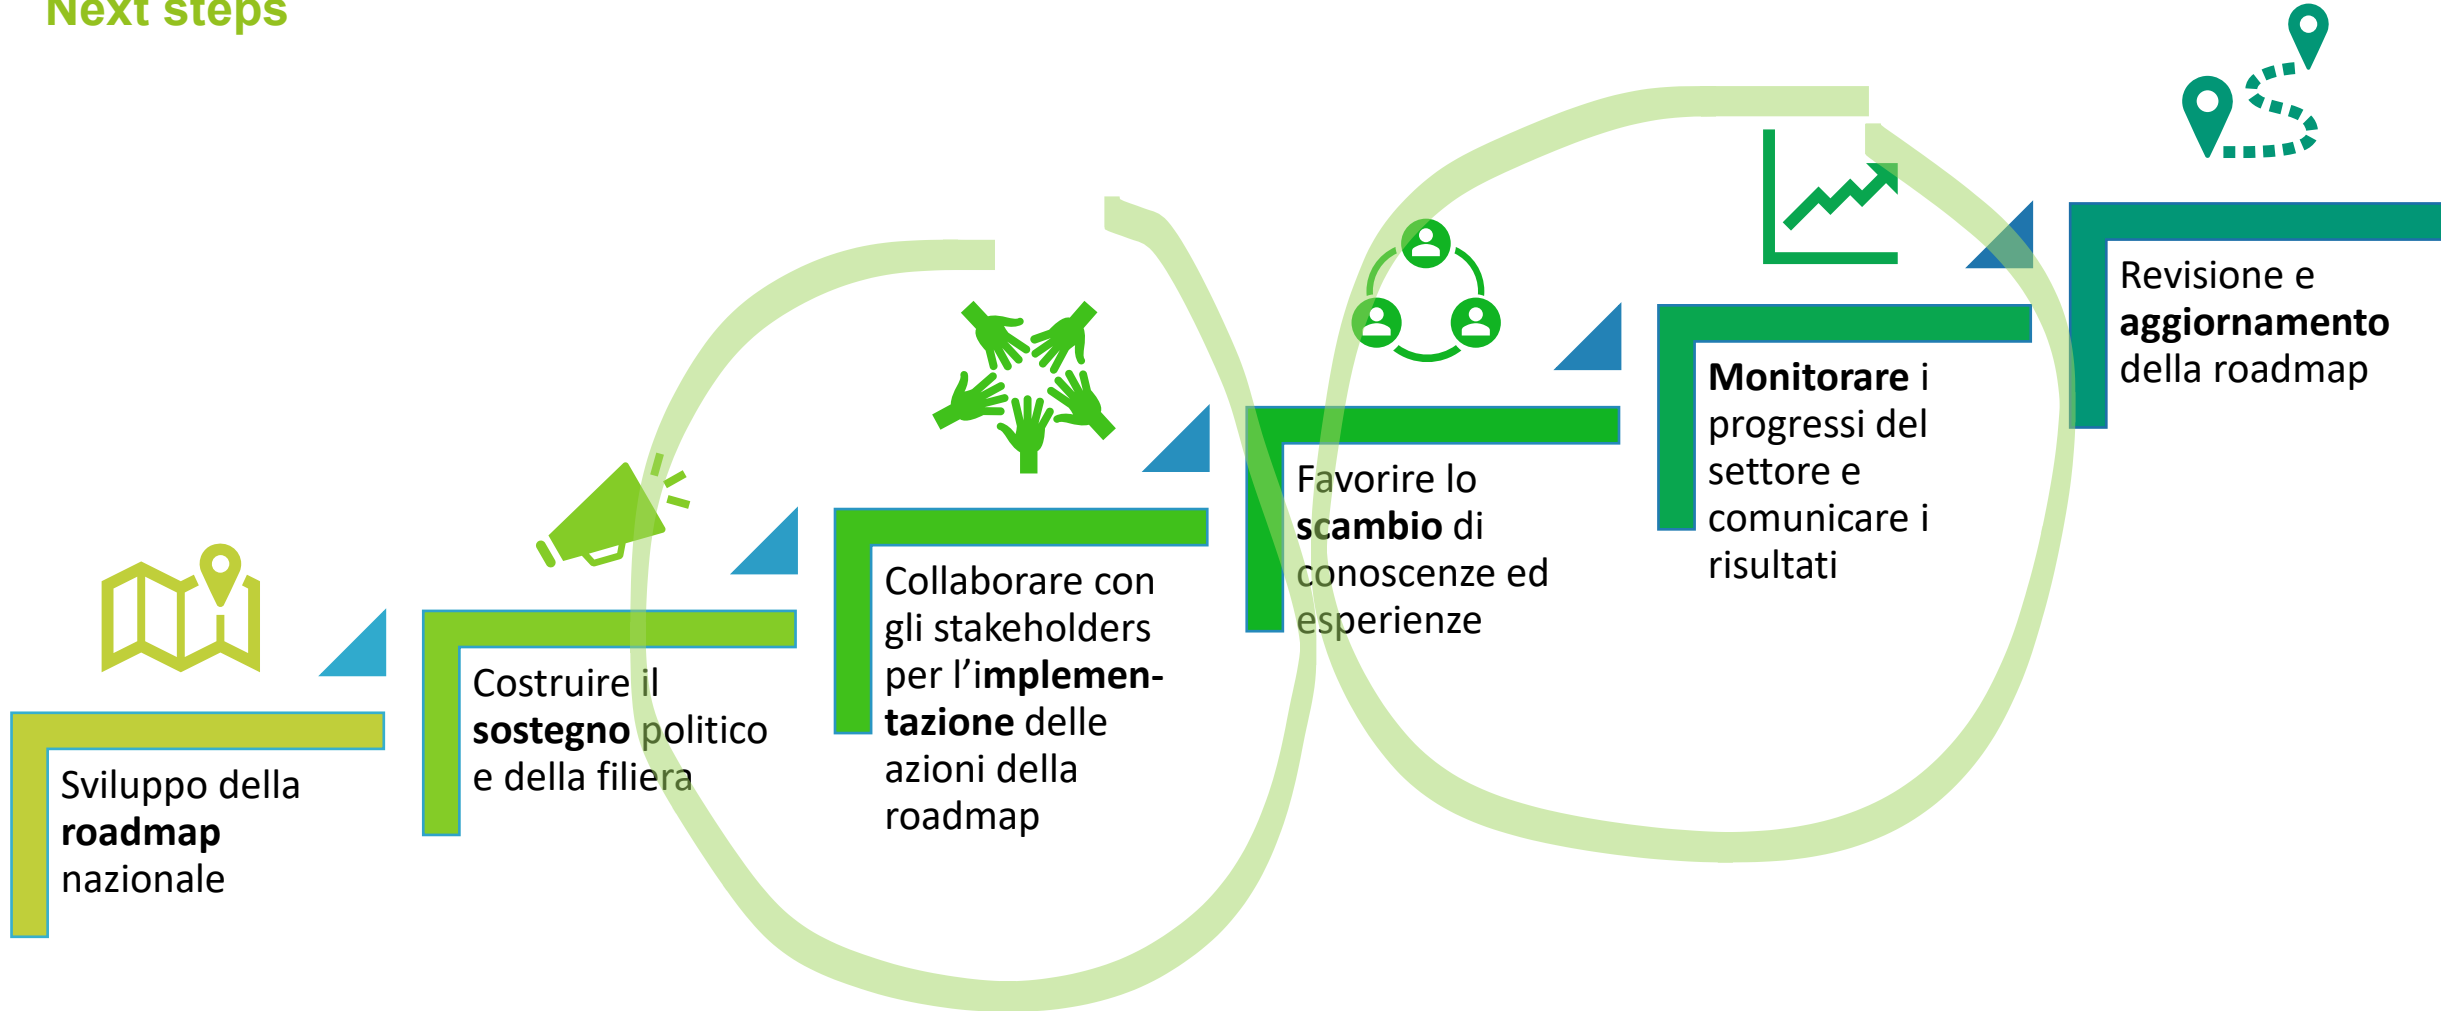 Next steps
Sviluppo della
roadmap
nazionale
Costruire il
sostegno politico
e della filiera
Collaborare con
gli stakeholders
per l’implemen-
tazione delle
azioni della
roadmap
Favorire lo
scambio di
conoscenze ed
esperienze
Monitorare i
progressi del
settore e
comunicare i
risultati
Revisione e
aggiornamento
della roadmap